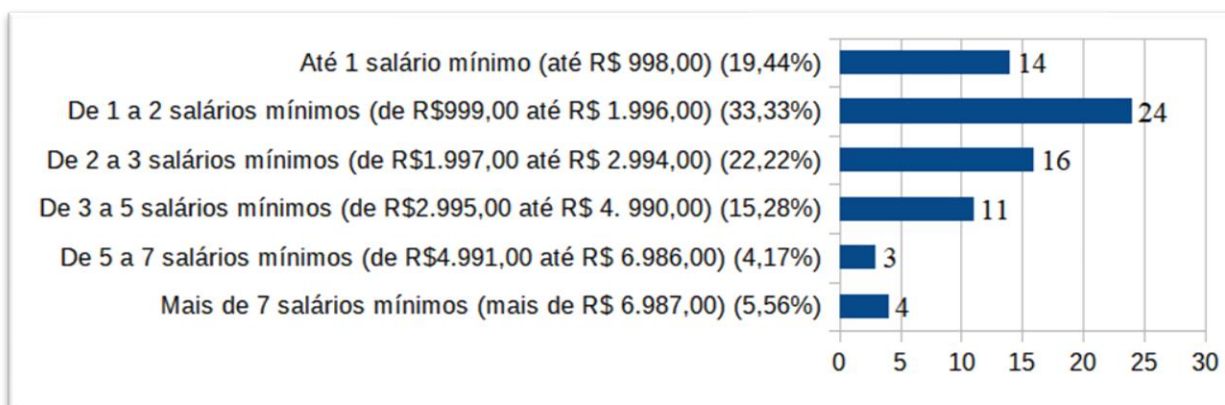 Até 1 salário mínimo (até R$ 998,00) (19,44%) 14
De 1 a 2 salários mínimos (de R$999,00 até R$ 1.996,00) (33,33%) 24
De 2 a 3 salários mínimos (de R$1.997,00 até R$ 2.994,00) (22,22%) 16
De 3 a 5 salários mínimos (de R$2.995,00 até R$ 4. 990,00) (15,28%) 11
De 5 a 7 salários mínimos (de R$4.991,00 até R$ 6.986,00) (4,17%) 3
Mais de 7 salários mínimos (mais de R$ 6.987,00) (5,56%) 4
0 5 10 15 20 25 30